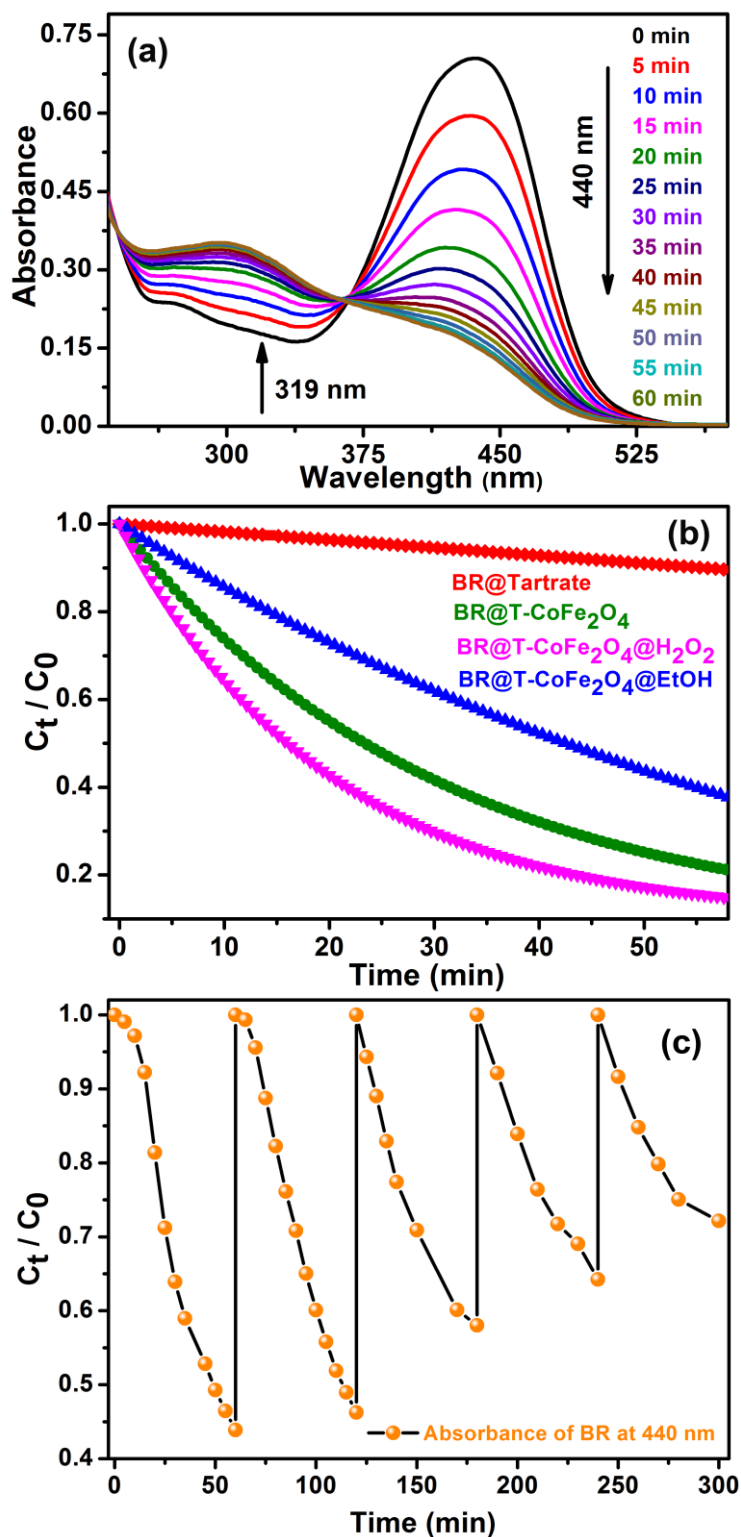 (a)
0.75
0.60
0.45
0.30
0.15
0.00
Absorbance
0 min
5 min
10 min
15 min
20 min
25 min
30 min
35 min
40 min
45 min
50 min
55 min
60 min
440 nm
319 nm
300 375 450 525
Wavelength (nm)
(b)
1.0
0.8
0.6
0.4
0.2
Cₜ / C₀
BR@Tartrate
BR@T-CoFe₂O₄
BR@T-CoFe₂O₄@H₂O₂
BR@T-CoFe₂O₄@EtOH
0 10 20 30 40 50
Time (min)
(c)
1.0
0.9
0.8
0.7
0.6
0.5
0.4
Cₜ / C₀
Absorbance of BR at 440 nm
0 50 100 150 200 250 300
Time (min)